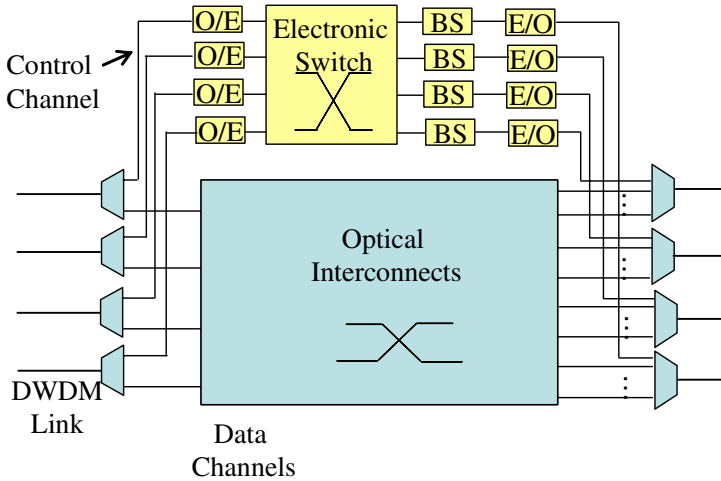 O/E
Electronic
Switch
BS
E/O
Control
Channel
O/E
BS
E/O
O/E
BS
E/O
O/E
BS
E/O
Optical
Interconnects
DWDM
Link
Data
Channels